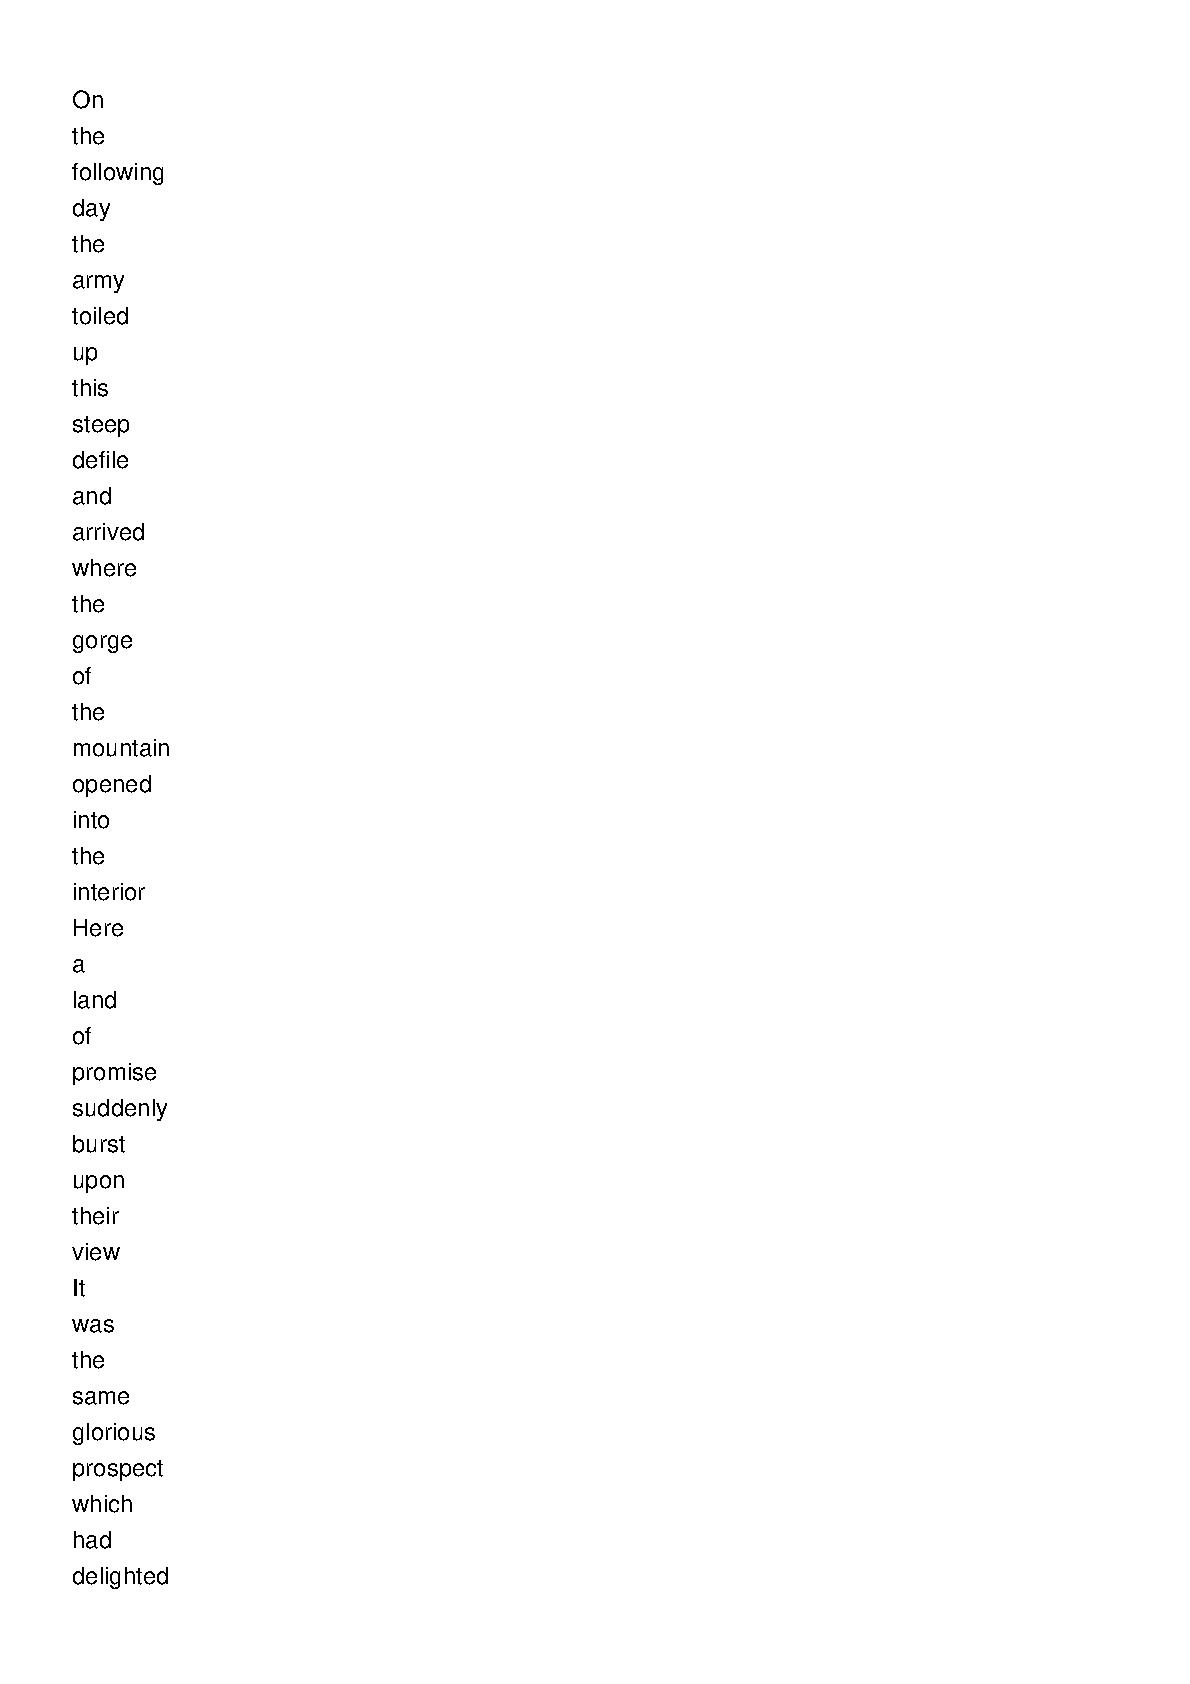 On
the
following
day
the
army
toiled
up
this
steep
defile
and
arrived
where
the
gorge
of
the
mountain
opened
into
the
interior
Here
a
land
of
promise
suddenly
burst
upon
their
view
It
was
the
same
glorious
prospect
which
had
delighted